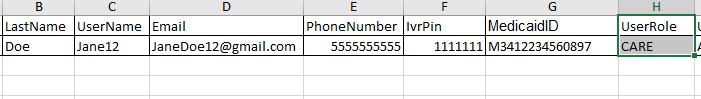 B C D E F G H
LastName UserName Email PhoneNumber IvrPin MedicaidID UserRole
Doe Jane12 JaneDoe12@gmail.com 5555555555 1111111 M3412234560897 CARE